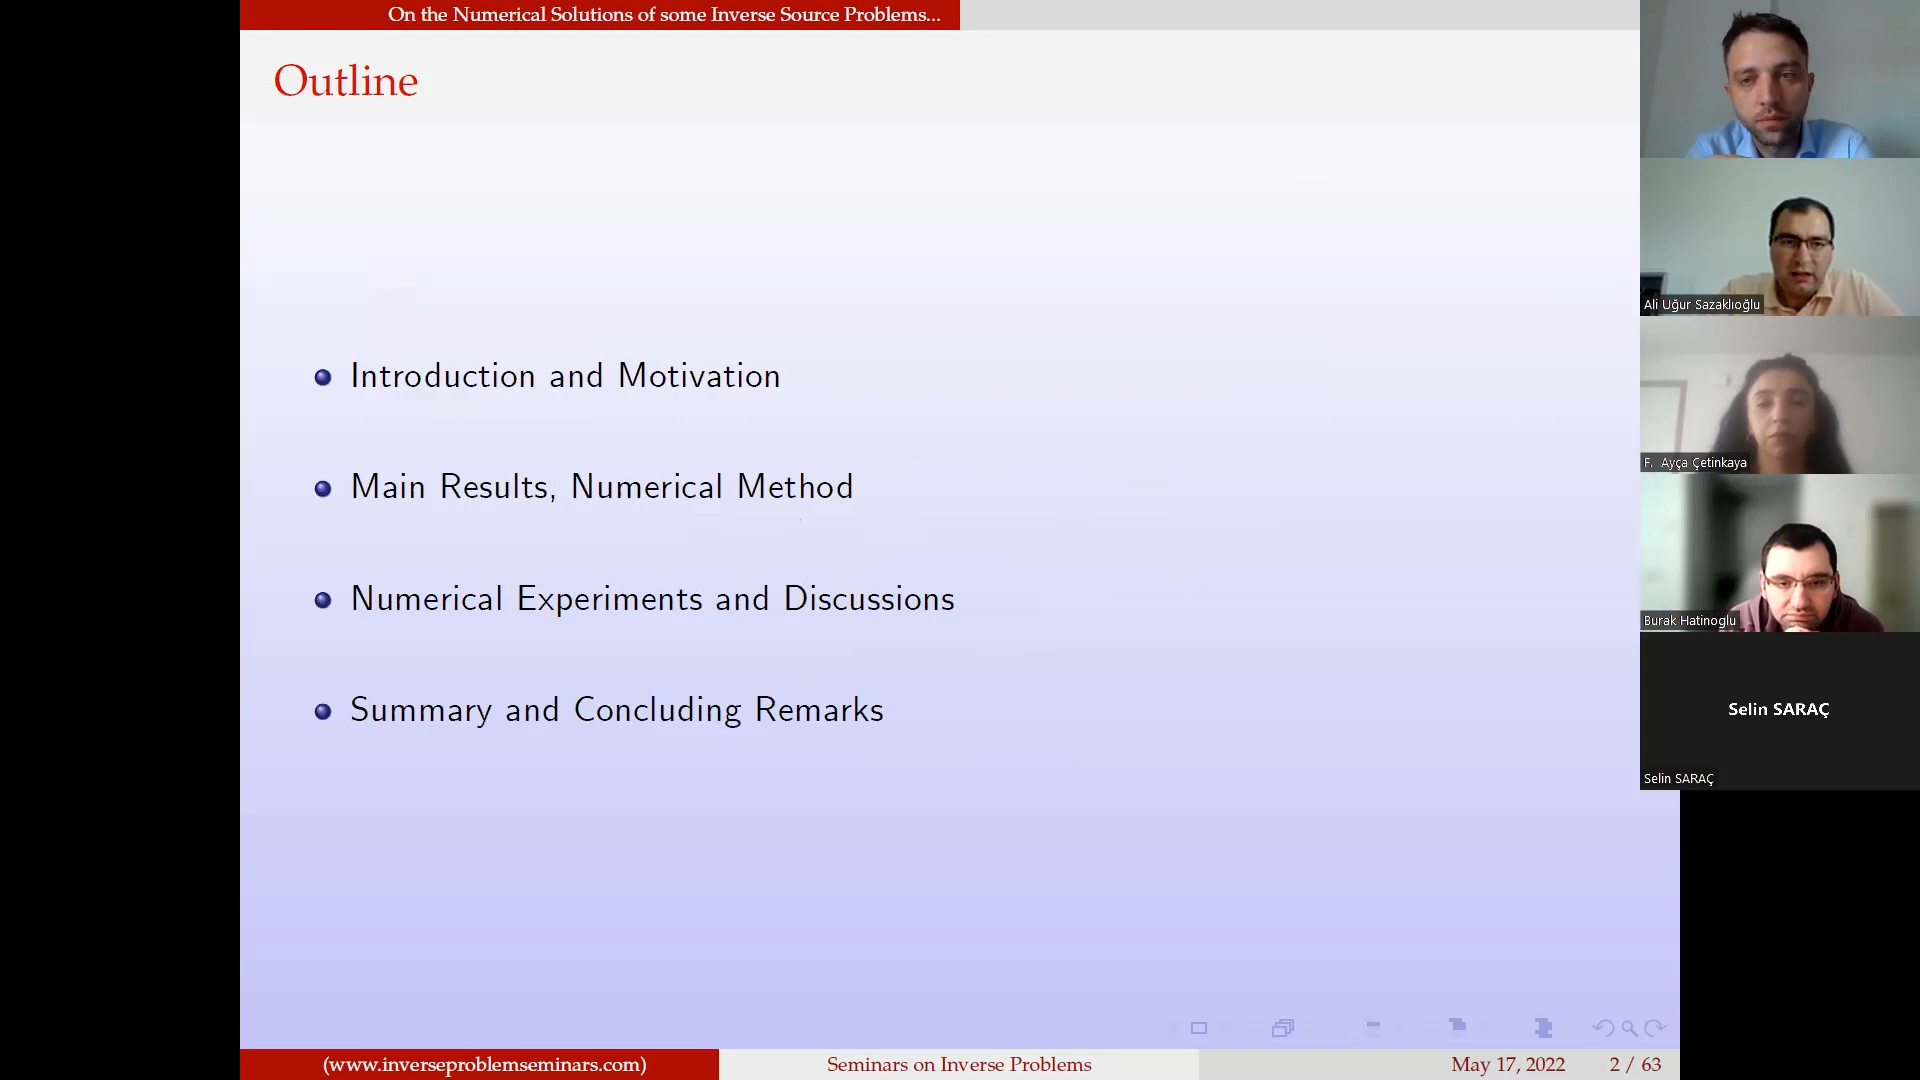 On the Numerical Solutions of some Inverse Source Problems...
Outline
Introduction and Motivation
Main Results, Numerical Method
Numerical Experiments and Discussions
Summary and Concluding Remarks
(www.inverseproblemseminars.com)
Seminars on Inverse Problems
May 17, 2022
2 / 63
Ali Uğur Sazaklıoğlu
F. Ayça Çetinkaya
Burak Hatinoglu
Selin SARAÇ
Selin SARAÇ